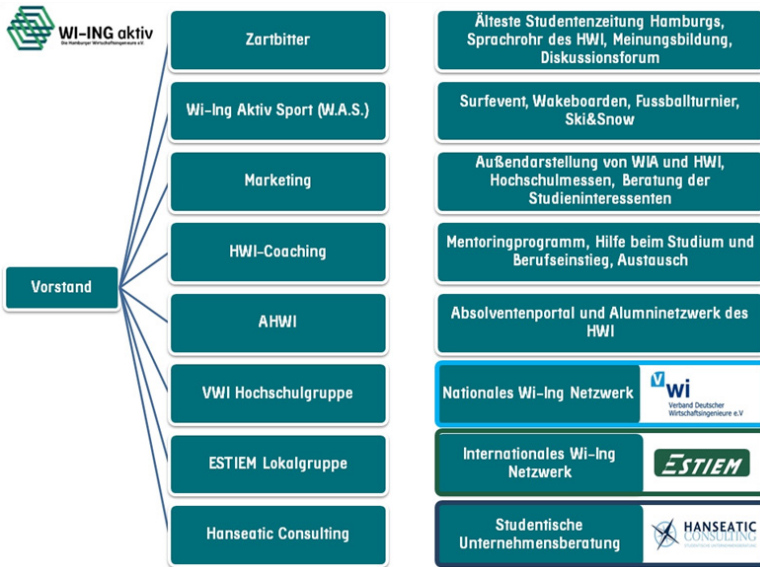 WI-ING aktiv
Die Hamburger Wirtschaftsingenieure e.V.
Vorstand
Zartbitter
Älteste Studentenzeitung Hamburgs,
Sprachrohr des HWI, Meinungsbildung,
Diskussionsforum
Wi-Ing Aktiv Sport (W.A.S.)
Surfevent, Wakeboarden, Fussballturnier,
Ski&Snow
Marketing
Außendarstellung von WIA und HWI,
Hochschulmessen, Beratung der
Studieninteressenten
HWI-Coaching
Mentoringprogramm, Hilfe beim Studium und
Berufseinstieg, Austausch
AHWI
Absolventenportal und Alumninetzwerk des
HWI
VWI Hochschulgruppe
Nationales Wi-Ing Netzwerk
vwi
Verband Deutscher
Wirtschaftsingenieure e.V
ESTIEM Lokalgruppe
Internationales Wi-Ing
Netzwerk
ESTIEM
Hanseatic Consulting
Studentische
Unternehmensberatung
HANSEATIC
CONSULTING